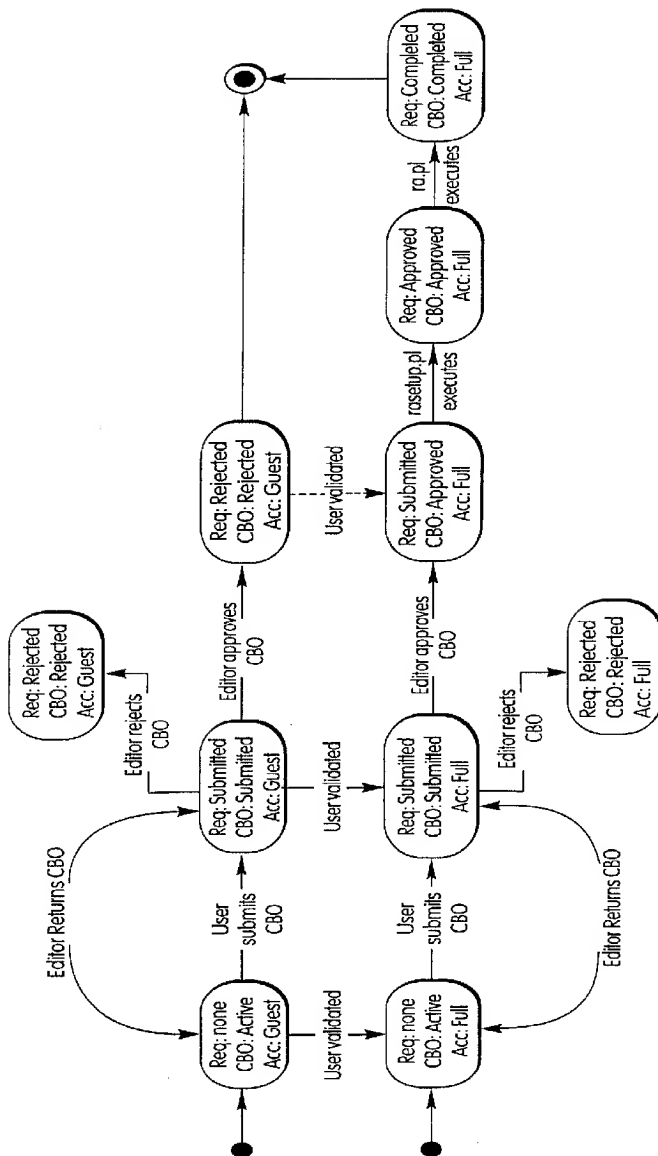 Editor Returns CBO
Req: Rejected
CBO: Rejected
Acc: Guest
Editor rejects
CBO
Req: none
CBO: Active
Acc: Guest
User
submits
CBO
Req: Submitted
CBO: Submitted
Acc: Guest
Editor approves
CBO
Req: Rejected
CBO: Rejected
Acc: Guest
User validated
User validated
User validated
Req: none
CBO: Active
Acc: Full
User
submits
CBO
Req: Submitted
CBO: Submitted
Acc: Full
Editor approves
CBO
Req: Submitted
CBO: Approved
Acc: Full
rasetup.pl
executes
Req: Approved
CBO: Approved
Acc: Full
ra.pl
executes
Req: Completed
CBO: Completed
Acc: Full
Editor rejects
CBO
Req: Rejected
CBO: Rejected
Acc: Full
Editor Returns CBO